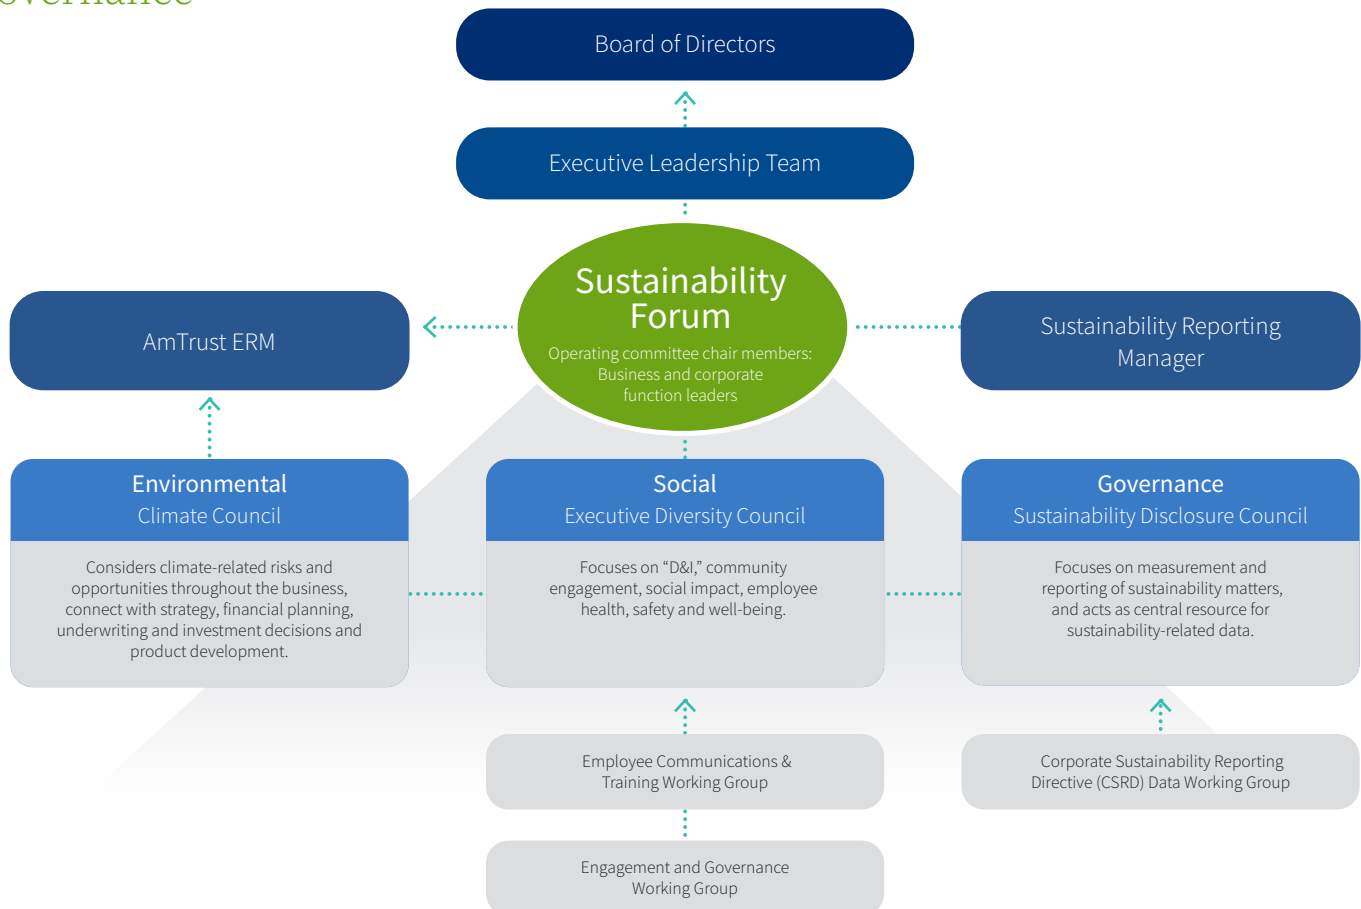 Board of Directors
Executive Leadership Team
Sustainability
Forum
Operating committee chair members:
Business and corporate
function leaders
AmTrust ERM
Sustainability Reporting
Manager
Environmental
Climate Council
Considers climate-related risks and
opportunities throughout the business,
connect with strategy, financial planning,
underwriting and investment decisions and
product development.
Social
Executive Diversity Council
Focuses on “D&I,” community
engagement, social impact, employee
health, safety and well-being.
Governance
Sustainability Disclosure Council
Focuses on measurement and
reporting of sustainability matters,
and acts as central resource for
sustainability-related data.
Employee Communications &
Training Working Group
Corporate Sustainability Reporting
Directive (CSRD) Data Working Group
Engagement and Governance
Working Group